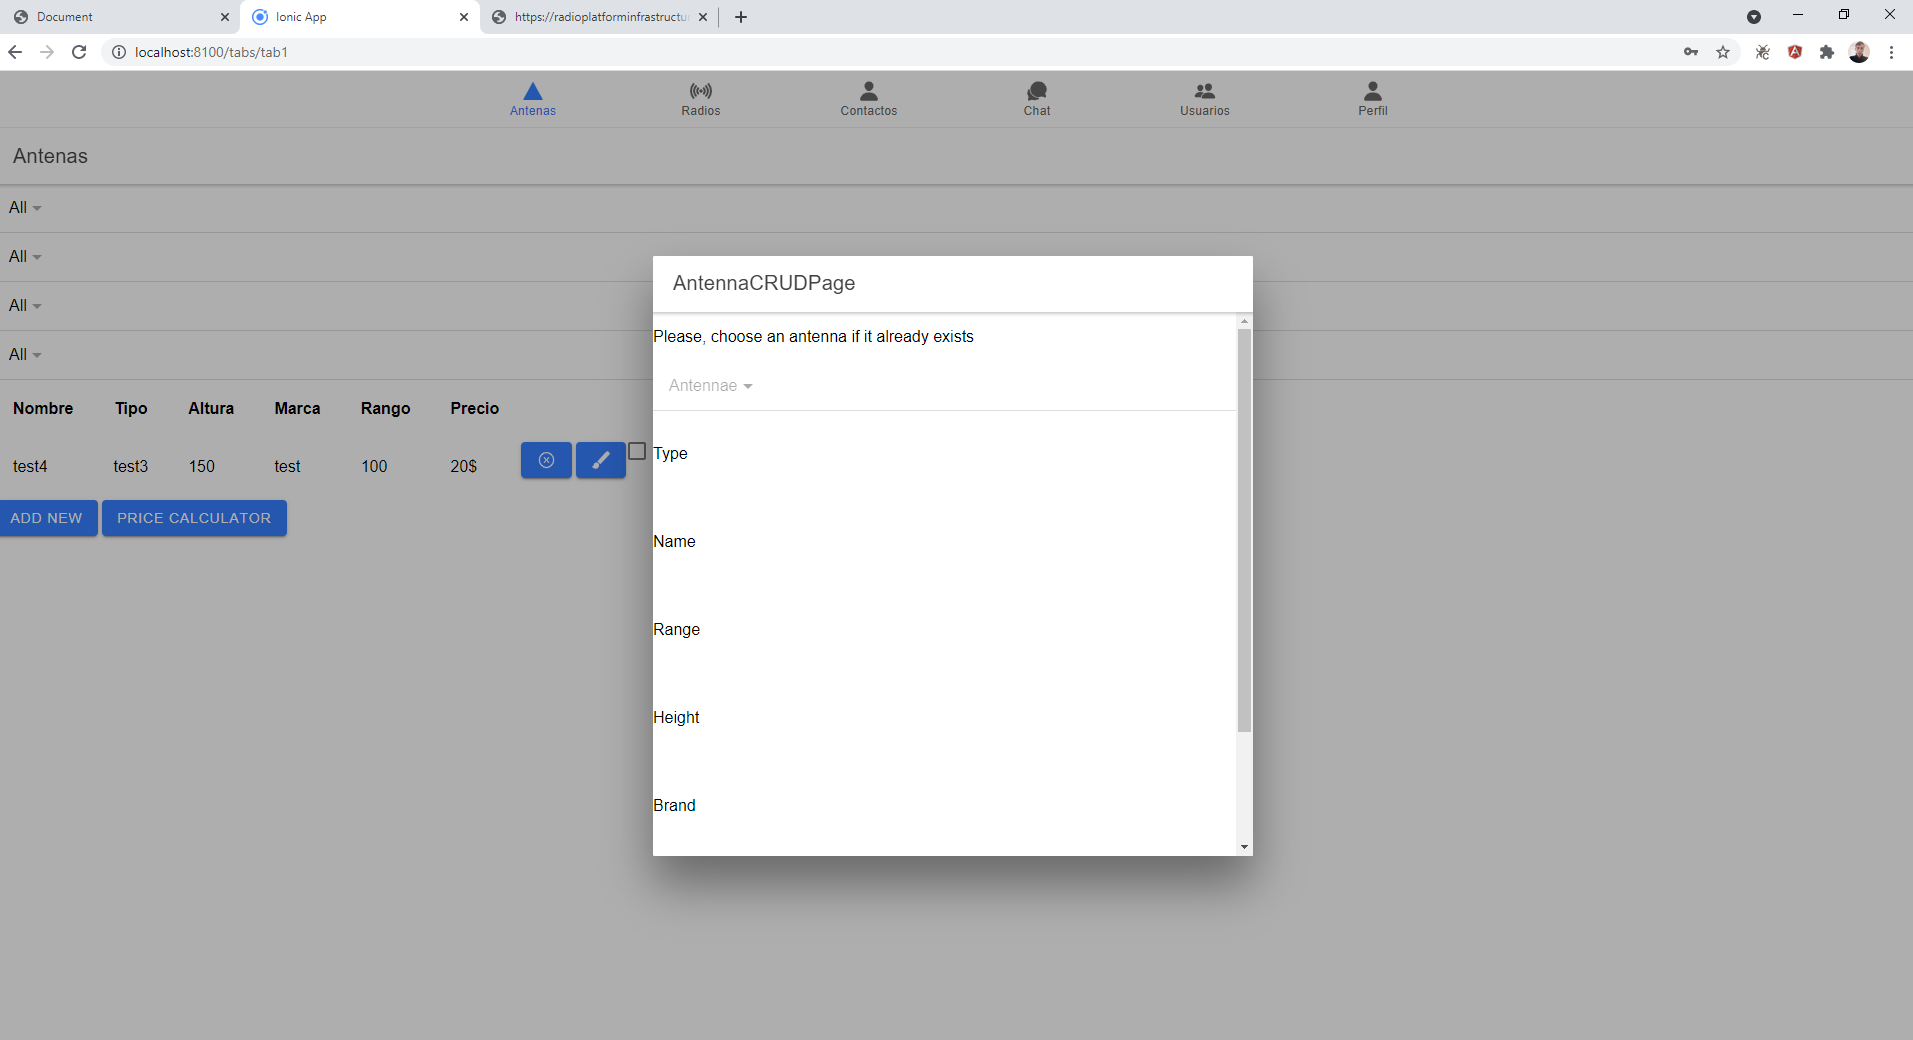 Document
Ionic App
https://radioplatforminfrastructu
localhost:8100/tabs/tab1
Antenas
Radios
Contactos
Chat
Usuarios
Perfil
Antenas
All
All
All
All
Nombre Tipo Altura Marca Rango Precio
test4 test3 150 test 100 20$
ADD NEW
PRICE CALCULATOR
AntennaCRUDPage
Please, choose an antenna if it already exists
Antennae
Type
Name
Range
Height
Brand